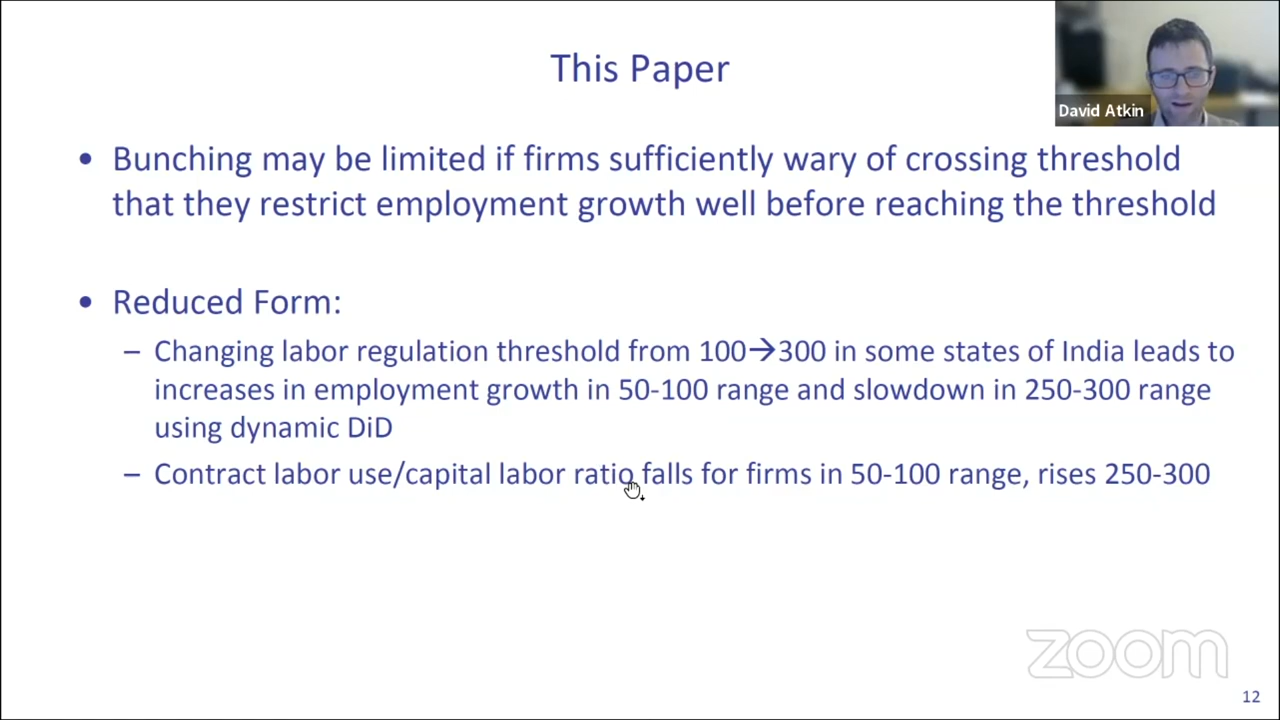 This Paper
David Atkin
• Bunching may be limited if firms sufficiently wary of crossing threshold
that they restrict employment growth well before reaching the threshold
• Reduced Form:
– Changing labor regulation threshold from 100→300 in some states of India leads to
increases in employment growth in 50-100 range and slowdown in 250-300 range
using dynamic DiD
– Contract labor use/capital labor ratio falls for firms in 50-100 range, rises 250-300
zoom
12